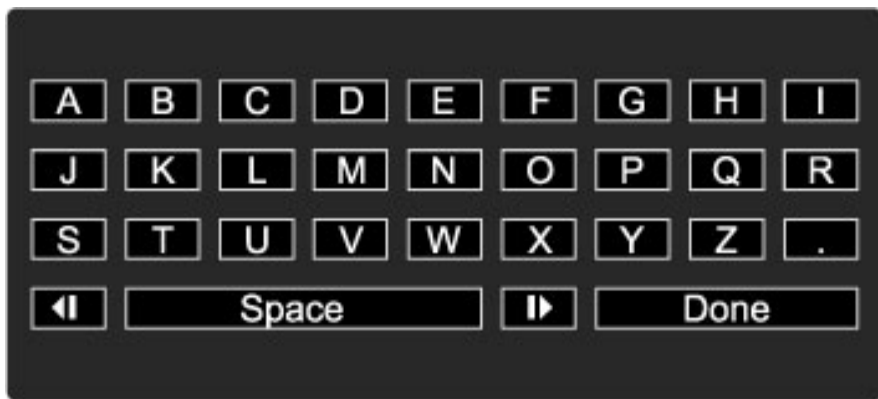 A B C D E F G H I
J K L M N O P Q R
S T U V W X Y Z .
Space Done